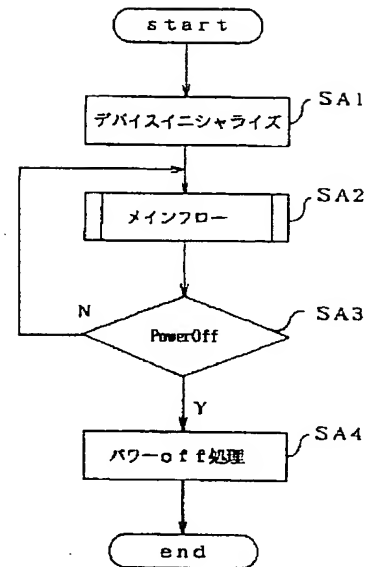 start
デバイスイニシャライズ
SA1
メインフロー
SA2
PowerOff
SA3
N
Y
パワーoff処理
SA4
end